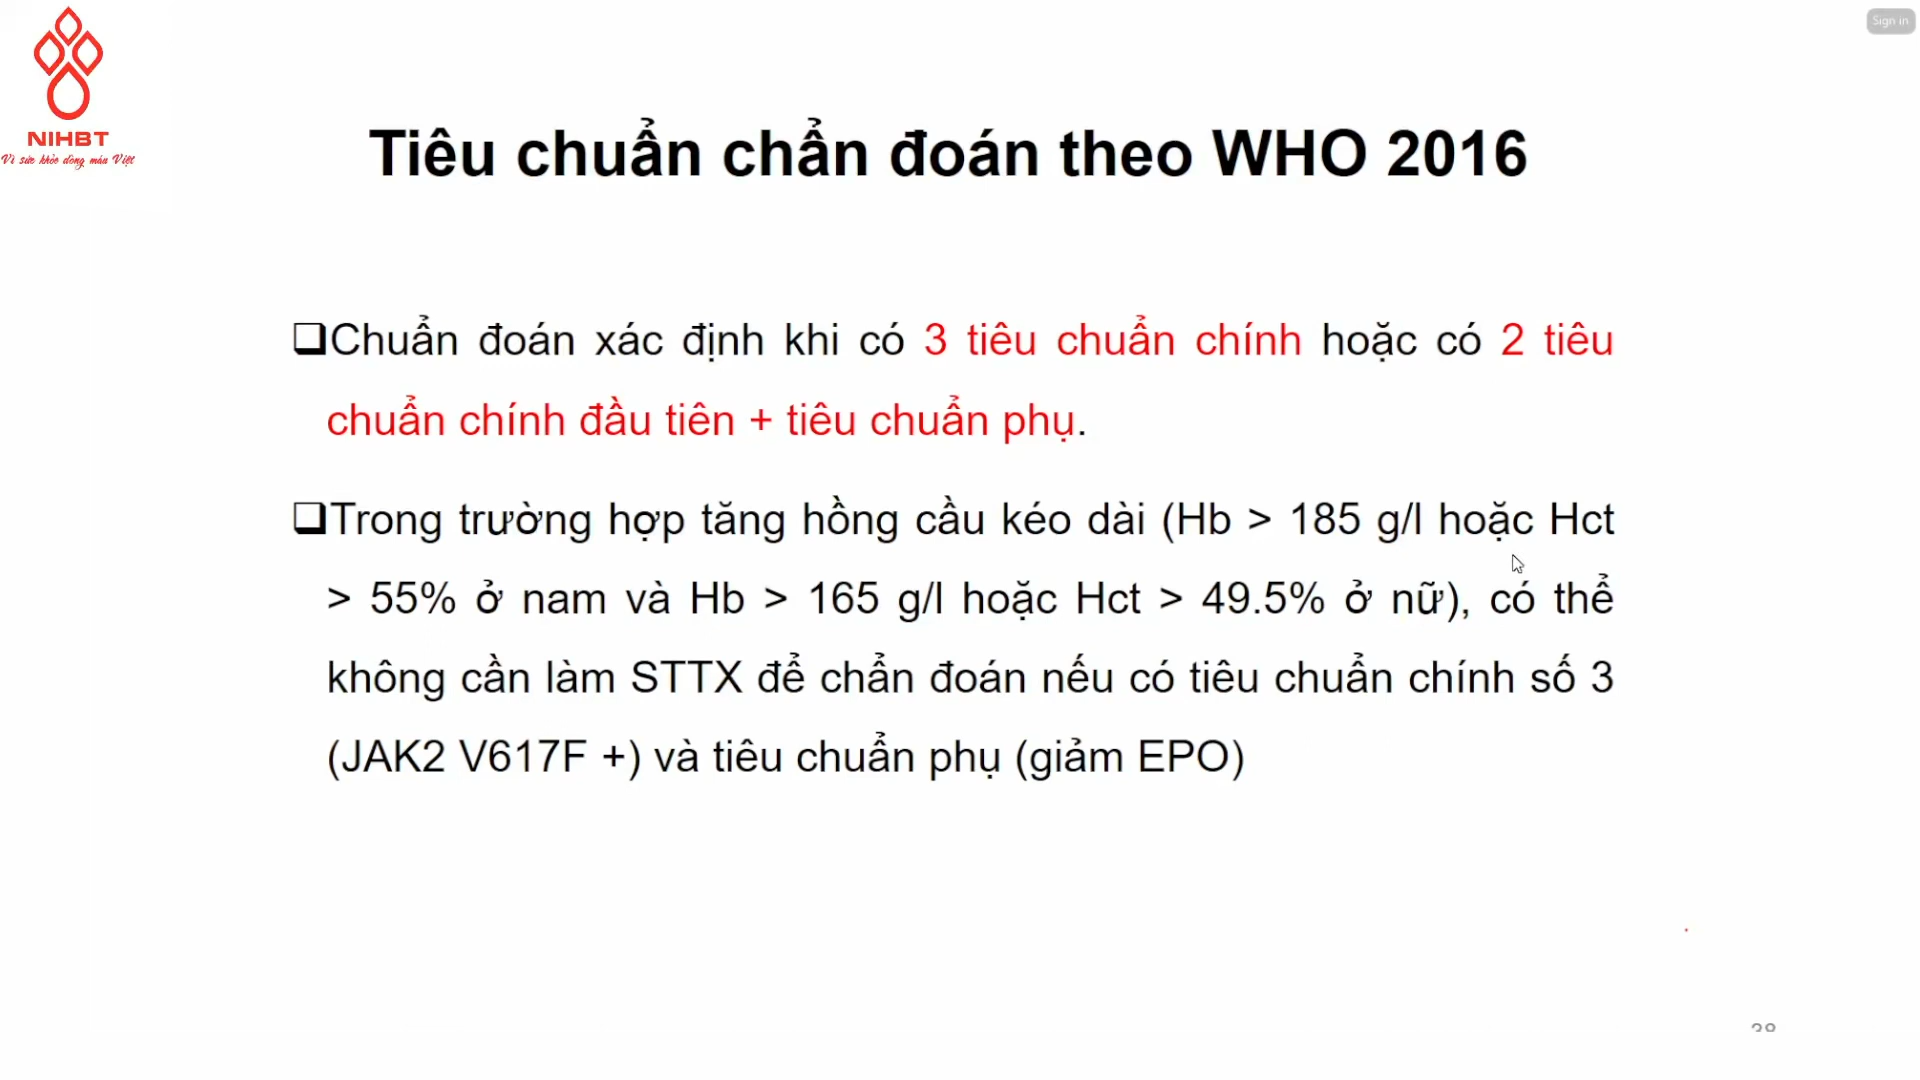 Sign in
NIHBT
Vì sức khỏe dòng máu Việt
Tiêu chuẩn chẩn đoán theo WHO 2016
❑Chuẩn đoán xác định khi có 3 tiêu chuẩn chính hoặc có 2 tiêu
chuẩn chính đầu tiên + tiêu chuẩn phụ.
❑Trong trường hợp tăng hồng cầu kéo dài (Hb > 185 g/l hoặc Hct
> 55% ở nam và Hb > 165 g/l hoặc Hct > 49.5% ở nữ), có thể
không cần làm STTX để chẩn đoán nếu có tiêu chuẩn chính số 3
(JAK2 V617F +) và tiêu chuẩn phụ (giảm EPO)